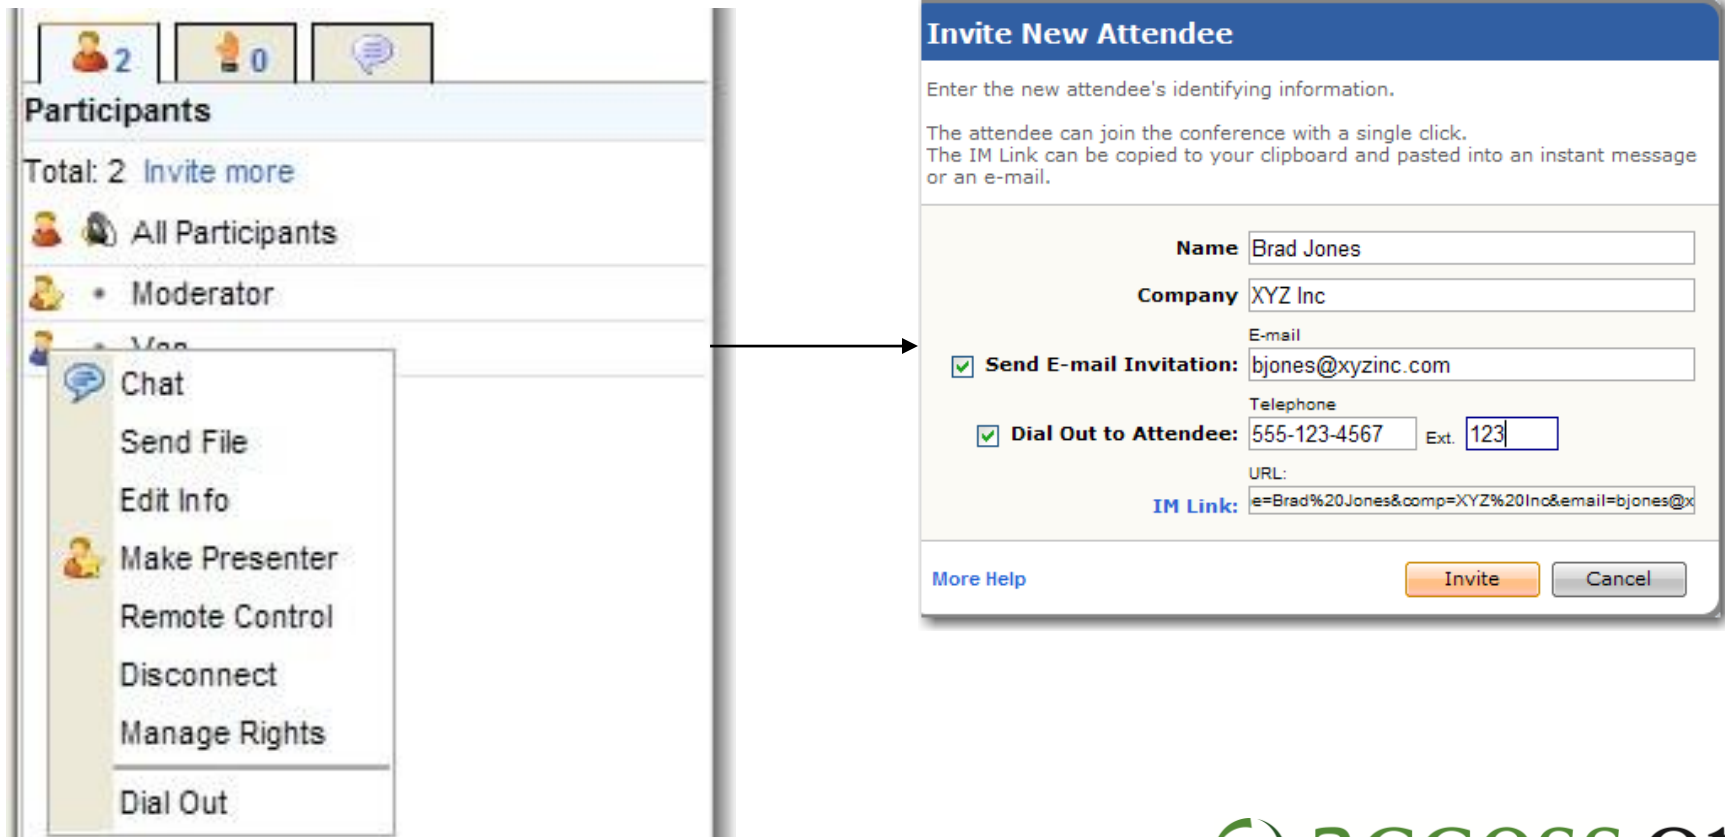 2
0
Participants
Total: 2 Invite more
All Participants
Moderator
Chat
Send File
Edit Info
Make Presenter
Remote Control
Disconnect
Manage Rights
Dial Out
Invite New Attendee
Enter the new attendee's identifying information.
The attendee can join the conference with a single click.
The IM Link can be copied to your clipboard and pasted into an instant message
or an e-mail.
Name Brad Jones
Company XYZ Inc
E-mail
Send E-mail Invitation: bjones@xyzinc.com
Telephone
Dial Out to Attendee: 555-123-4567 Ext. 123
URL:
IM Link: e=Brad%20Jones&comp=XYZ%20Inc&email=bjones@x
More Help Invite Cancel